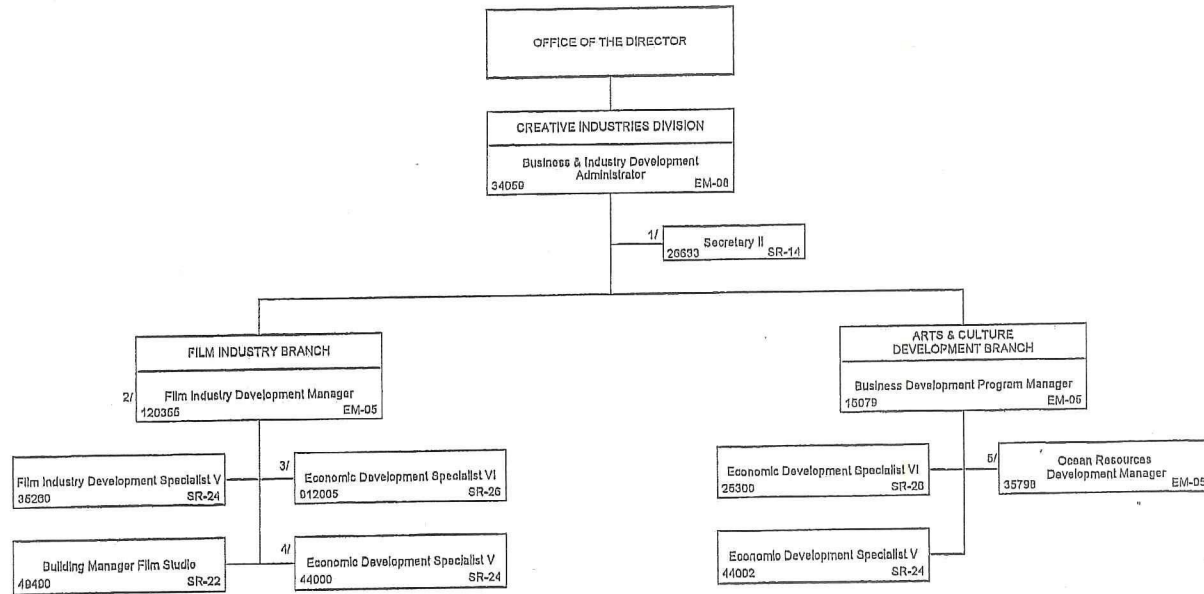 OFFICE OF THE DIRECTOR
CREATIVE INDUSTRIES DIVISION
Business & Industry Development
Administrator
34059 EM-08
1/
Secretary II
26633 SR-14
FILM INDUSTRY BRANCH
2/
Film Industry Development Manager
120355 EM-05
ARTS & CULTURE
DEVELOPMENT BRANCH
Business Development Program Manager
15079 EM-05
Film Industry Development Specialist V
SR-24
3/
Economic Development Specialist VI
012005 SR-26
Building Manager Film Studio
SR-22
4/
Economic Development Specialist V
44000 SR-24
Economic Development Specialist VI
25300 SR-26
5/
Ocean Resources
Development Manager
35798 EM-05
Economic Development Specialist V
44002 SR-24